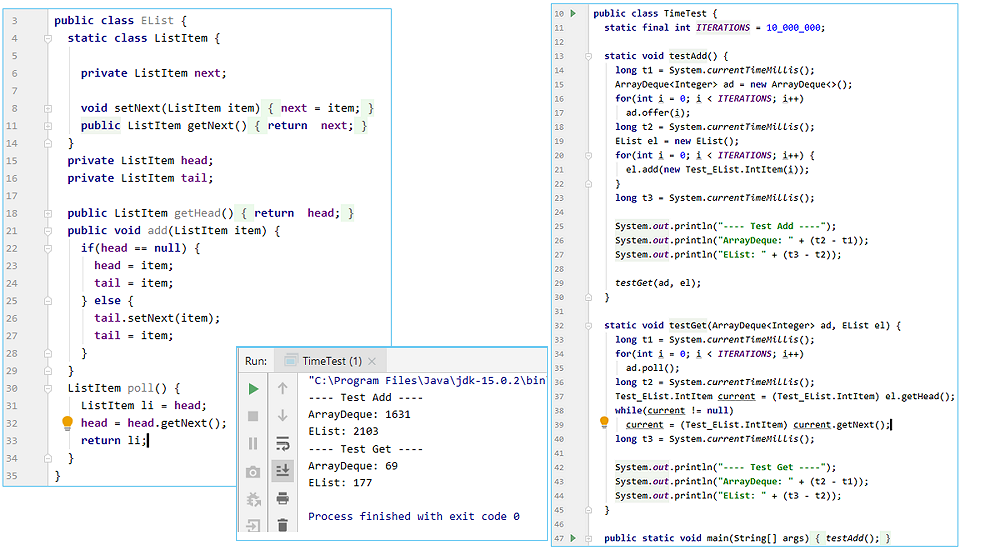 3 public class EList {
4 static class ListItem {
5
6 private ListItem next;
7
8 void setNext(ListItem item) { next = item; }
11 public ListItem getNext() { return next; }
14 }
15 private ListItem head;
16 private ListItem tail;
17
18 public ListItem getHead() { return head; }
21 public void add(ListItem item) {
22 if(head == null) {
23 head = item;
24 tail = item;
25 } else {
26 tail.setNext(item);
27 tail = item;
28 }
29 }
30 ListItem poll() {
31 ListItem li = head;
32 head = head.getNext();
33 return li;
34 }
35 }
Run: TimeTest (1) ×
"C:\Program Files\Java\jdk-15.0.2\bin
---- Test Add ----
ArrayDeque: 1631
EList: 2103
---- Test Get ----
ArrayDeque: 69
EList: 177
Process finished with exit code 0
10 public class TimeTest {
11 static final int ITERATIONS = 10_000_000;
12
13 static void testAdd() {
14 long t1 = System.currentTimeMillis();
15 ArrayDeque<Integer> ad = new ArrayDeque<>();
16 for(int i = 0; i < ITERATIONS; i++)
17 ad.offer(i);
18 long t2 = System.currentTimeMillis();
19 EList el = new EList();
20 for(int i = 0; i < ITERATIONS; i++) {
21 el.add(new Test_EList.IntItem(i));
22 }
23 long t3 = System.currentTimeMillis();
24
25 System.out.println("---- Test Add ----");
26 System.out.println("ArrayDeque: " + (t2 - t1));
27 System.out.println("EList: " + (t3 - t2));
28
29 testGet(ad, el);
30 }
31
32 static void testGet(ArrayDeque<Integer> ad, EList el) {
33 long t1 = System.currentTimeMillis();
34 for(int i = 0; i < ITERATIONS; i++)
35 ad.poll();
36 long t2 = System.currentTimeMillis();
37 Test_EList.IntItem current = (Test_EList.IntItem) el.getHead();
38 while(current != null)
39 current = (Test_EList.IntItem) current.getNext();
40 long t3 = System.currentTimeMillis();
41
42 System.out.println("---- Test Get ----");
43 System.out.println("ArrayDeque: " + (t2 - t1));
44 System.out.println("EList: " + (t3 - t2));
45 }
46
47 public static void main(String[] args) { testAdd(); }